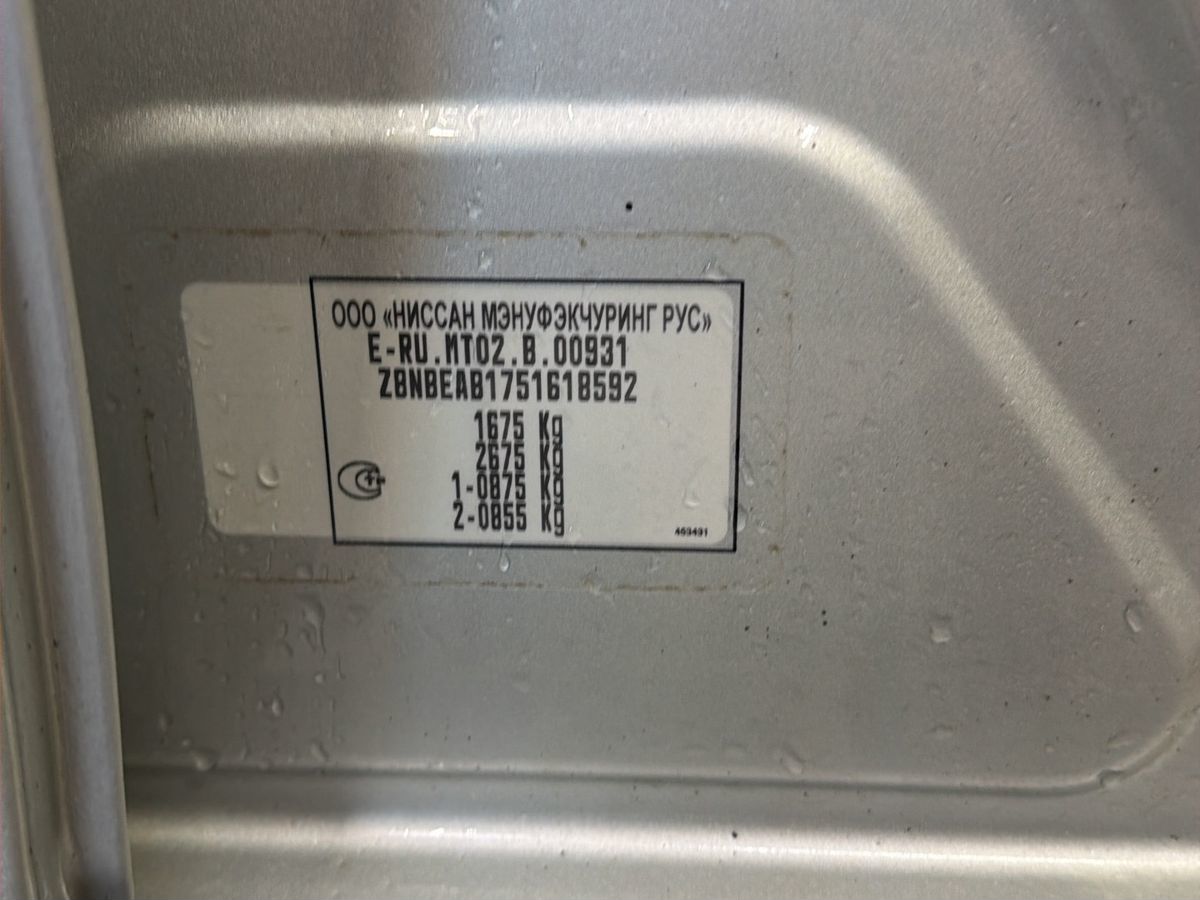 ООО «НИССАН МЭНУФЭКЧУРИНГ РУС»
E-RU.MT02.B.00931
Z8NBEAB1751618592
1675 Kg
2675 Kg
1-0875 Kg
2-0855 Kg
463431